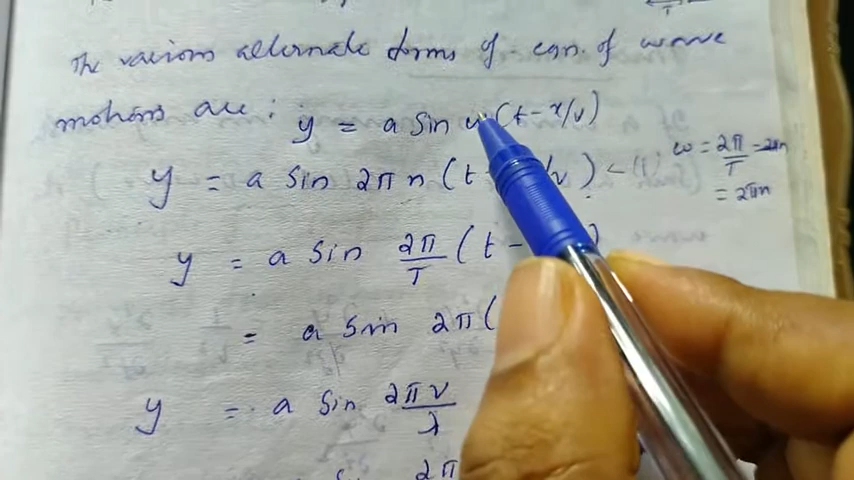 The various alternate forms of eqn. of wave
motions are: y = a sin ω(t - x/v)
ω = 2π/T = 2πn
y = a sin 2πn (t - /v) - (1)
= 2πn
y = a sin 2π/T (t -
= a sin 2π (
y = a sin 2πv/λ
2π